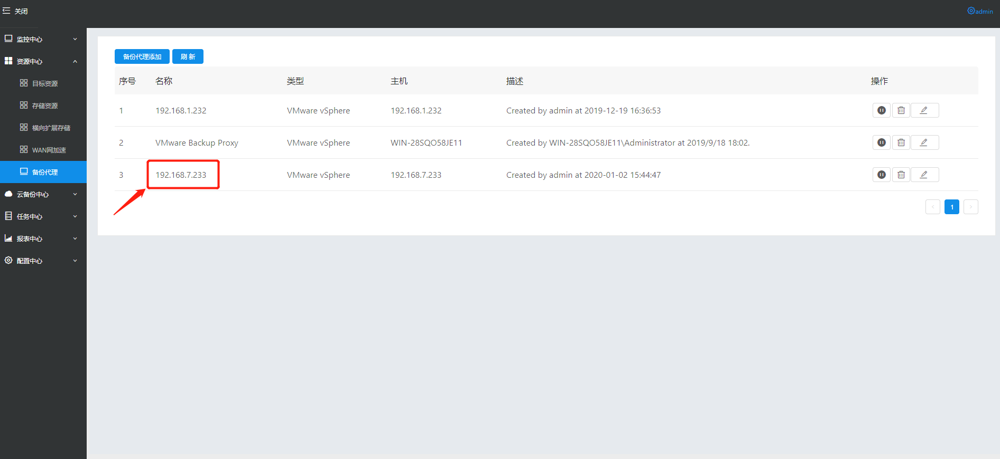 关闭
admin
监控中心
资源中心
目标资源
存储资源
横向扩展存储
WAN网加速
备份代理
云备份中心
任务中心
报表中心
配置中心
备份代理添加 刷 新
序号 名称 类型 主机 描述 操作
1 192.168.1.232 VMware vSphere 192.168.1.232 Created by admin at 2019-12-19 16:36:53
2 VMware Backup Proxy VMware vSphere WIN-28SQO58JE11 Created by WIN-28SQO58JE11\Administrator at 2019/9/18 18:02.
3 192.168.7.233 VMware vSphere 192.168.7.233 Created by admin at 2020-01-02 15:44:47
1